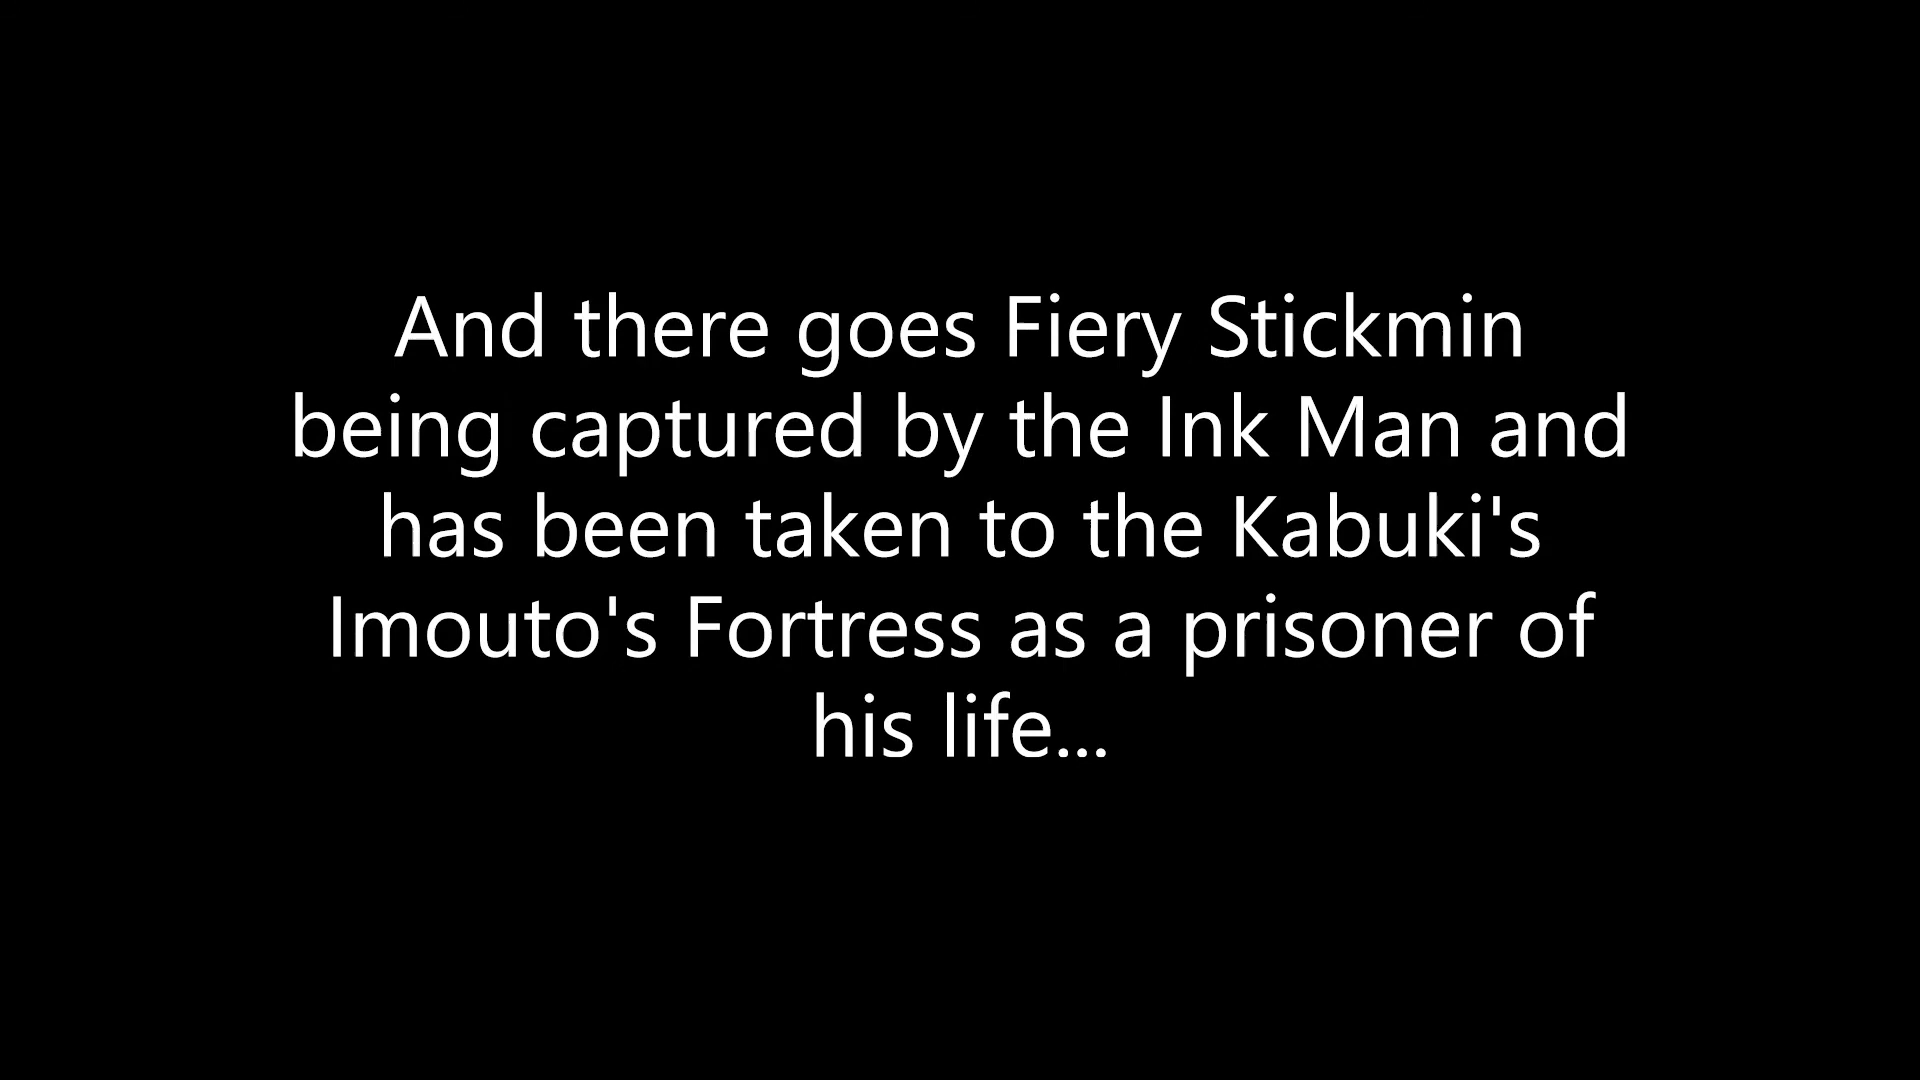 And there goes Fiery Stickmin
being captured by the Ink Man and
has been taken to the Kabuki's
Imouto's Fortress as a prisoner of
his life...